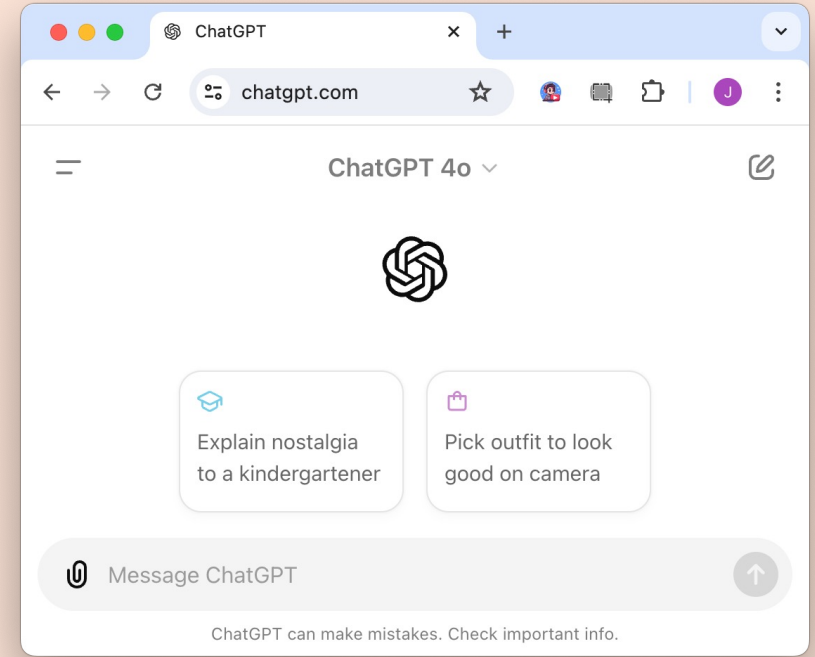 ChatGPT
chatgpt.com
J
ChatGPT 4o
Explain nostalgia
to a kindergartener
Pick outfit to look
good on camera
Message ChatGPT
ChatGPT can make mistakes. Check important info.